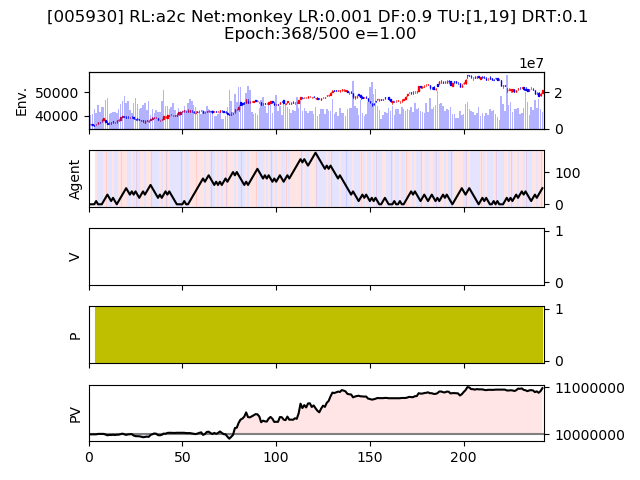 [005930] RL:a2c Net:monkey LR:0.001 DF:0.9 TU:[1,19] DRT:0.1
Epoch:368/500 e=1.00
1e7
Env.
50000
40000
2
0
Agent
100
0
V
1
0
P
1
0
PV
11000000
10000000
0 50 100 150 200